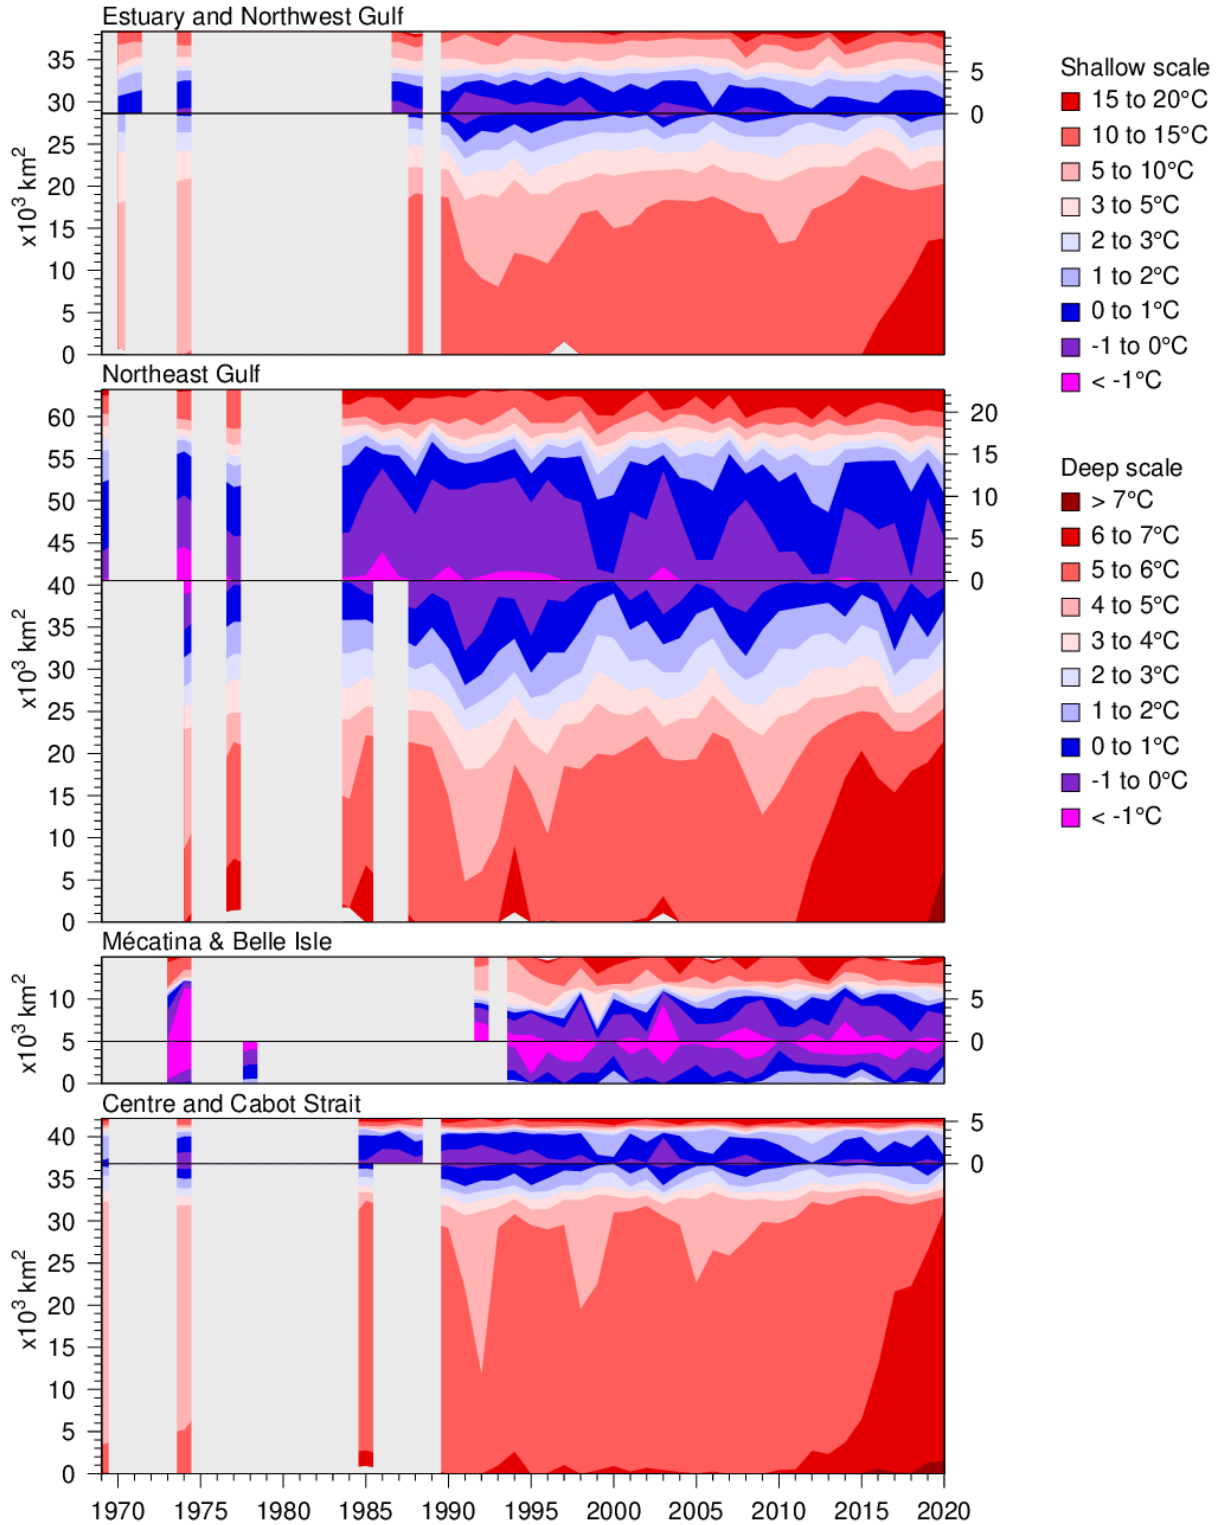 Estuary and Northwest Gulf
35
30
25
20
15
10
5
0
5
0
x10³ km²
Northeast Gulf
60
55
50
45
40
35
30
25
20
15
10
5
0
20
15
10
5
0
x10³ km²
Mécatina & Belle Isle
10
5
0
5
0
x10³ km²
Centre and Cabot Strait
40
35
30
25
20
15
10
5
0
5
0
x10³ km²
1970 1975 1980 1985 1990 1995 2000 2005 2010 2015 2020
Shallow scale
15 to 20°C
10 to 15°C
5 to 10°C
3 to 5°C
2 to 3°C
1 to 2°C
0 to 1°C
-1 to 0°C
< -1°C
Deep scale
> 7°C
6 to 7°C
5 to 6°C
4 to 5°C
3 to 4°C
2 to 3°C
1 to 2°C
0 to 1°C
-1 to 0°C
< -1°C